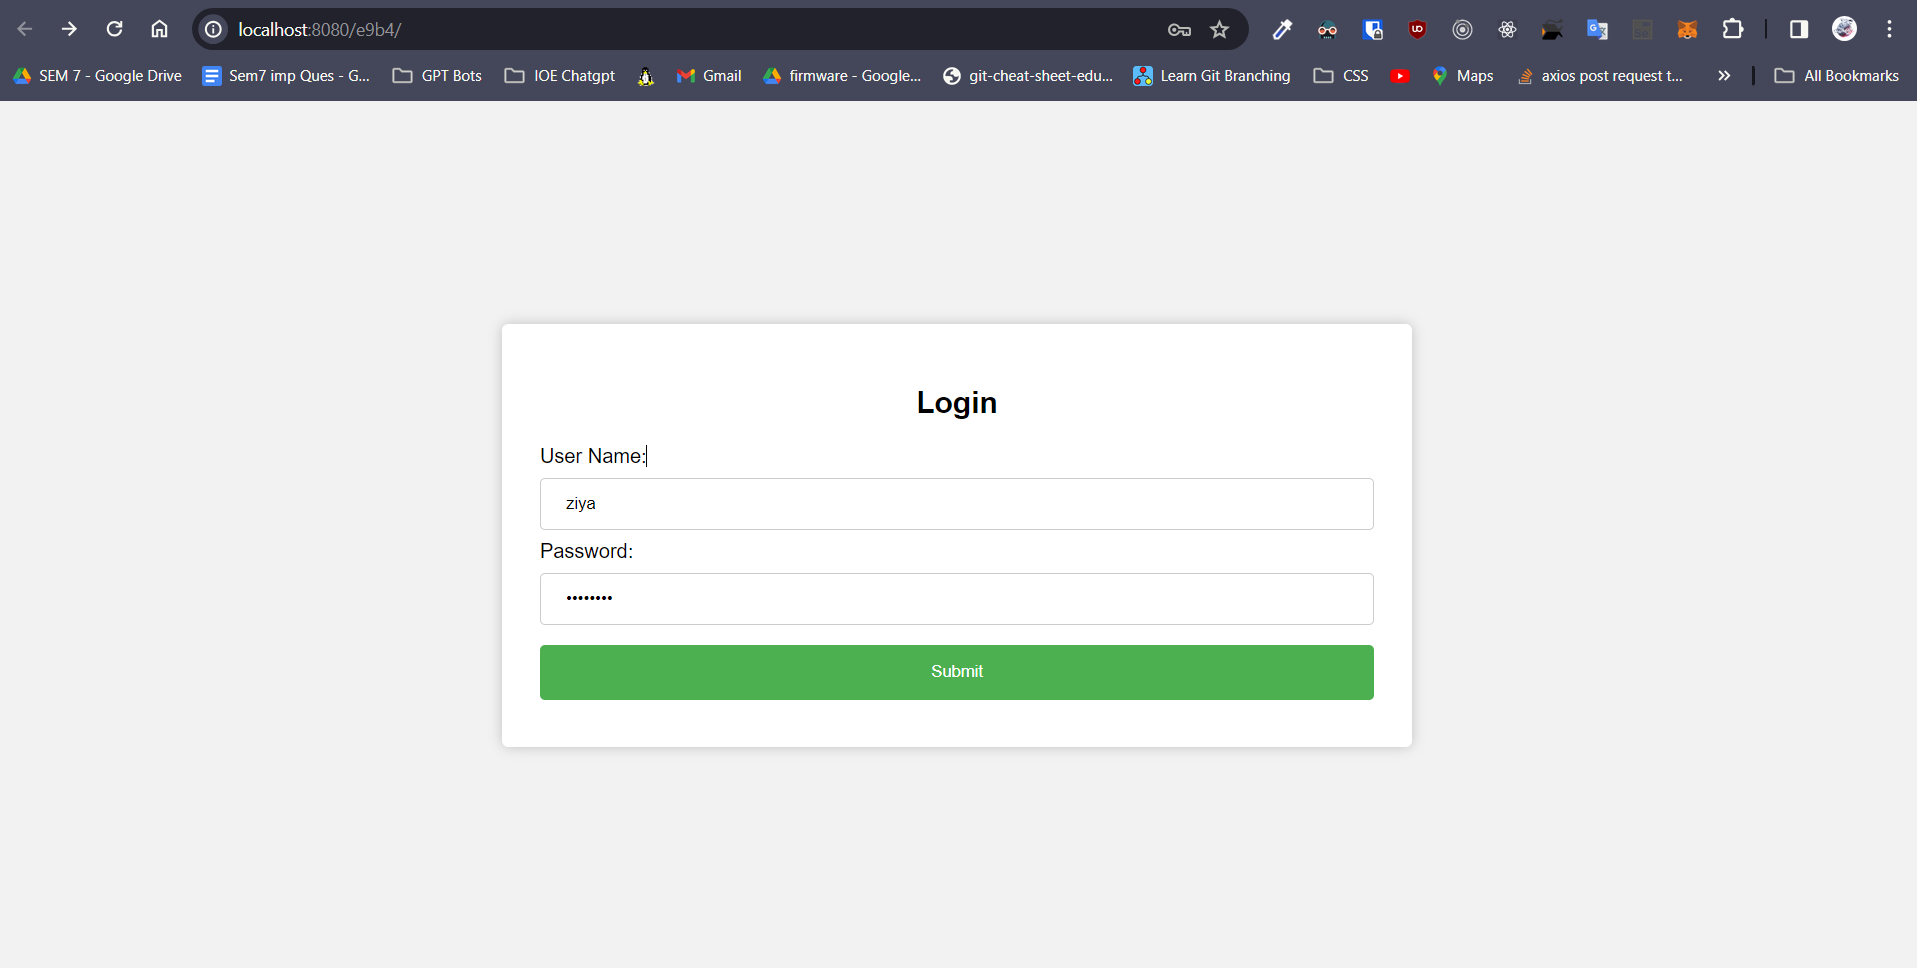 localhost:8080/e9b4/
SEM 7 - Google Drive
Sem7 imp Ques - G...
GPT Bots
IOE Chatgpt
Gmail
firmware - Google...
git-cheat-sheet-edu...
Learn Git Branching
CSS
Maps
axios post request t...
»
All Bookmarks
Login
User Name:
ziya
Password:
••••••••
Submit